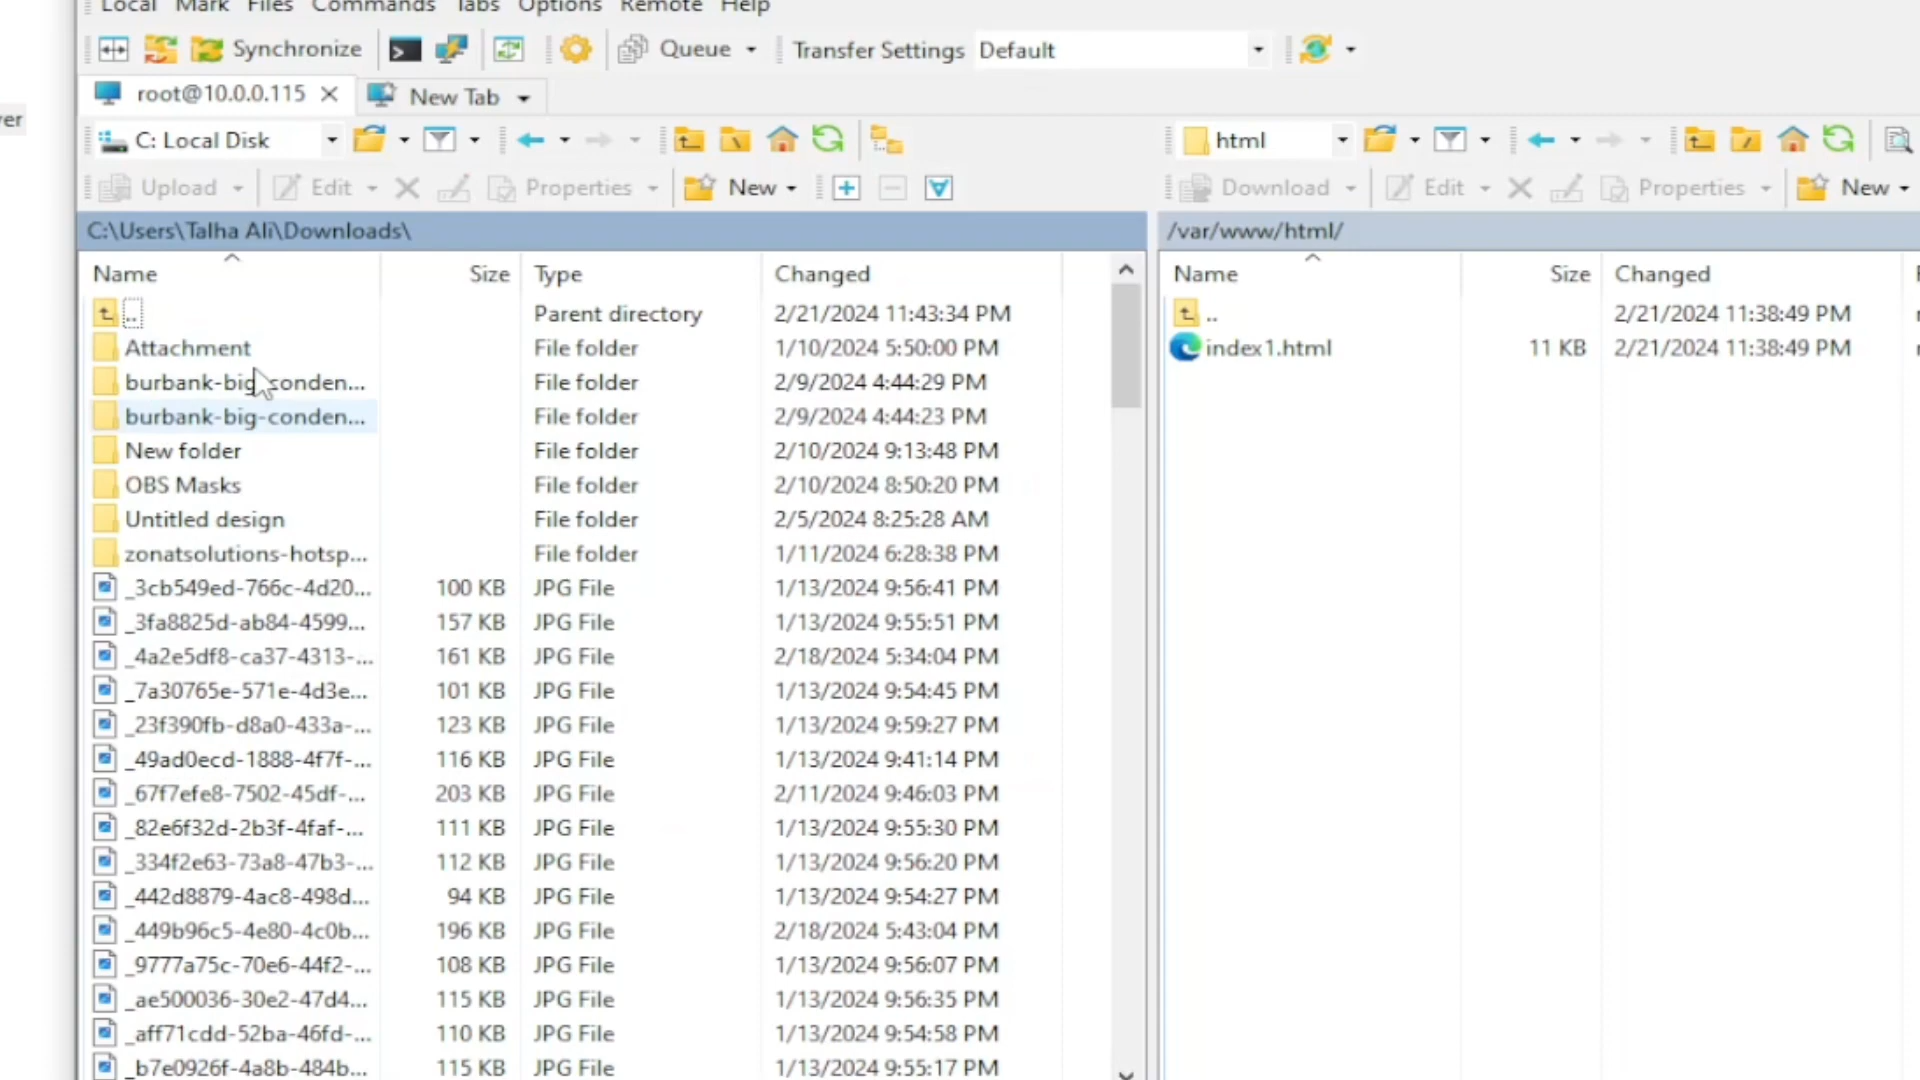 Local Mark Files Commands Tabs Options Remote Help
Synchronize Queue Transfer Settings Default
root@10.0.0.115 New Tab
er
C: Local Disk html
Upload Edit Properties New Download Edit Properties New
C:\Users\Talha Ali\Downloads\ /var/www/html/
Name Size Type Changed Name Size Changed
.. Parent directory 2/21/2024 11:43:34 PM .. 2/21/2024 11:38:49 PM
Attachment File folder 1/10/2024 5:50:00 PM index1.html 11 KB 2/21/2024 11:38:49 PM
burbank-big-conden... File folder 2/9/2024 4:44:29 PM
burbank-big-conden... File folder 2/9/2024 4:44:23 PM
New folder File folder 2/10/2024 9:13:48 PM
OBS Masks File folder 2/10/2024 8:50:20 PM
Untitled design File folder 2/5/2024 8:25:28 AM
zonatsolutions-hotsp... File folder 1/11/2024 6:28:38 PM
_3cb549ed-766c-4d20... 100 KB JPG File 1/13/2024 9:56:41 PM
_3fa8825d-ab84-4599... 157 KB JPG File 1/13/2024 9:55:51 PM
_4a2e5df8-ca37-4313-... 161 KB JPG File 2/18/2024 5:34:04 PM
_7a30765e-571e-4d3e... 101 KB JPG File 1/13/2024 9:54:45 PM
_23f390fb-d8a0-433a-... 123 KB JPG File 1/13/2024 9:59:27 PM
_49ad0ecd-1888-4f7f-... 116 KB JPG File 1/13/2024 9:41:14 PM
_67f7efe8-7502-45df-... 203 KB JPG File 2/11/2024 9:46:03 PM
_82e6f32d-2b3f-4faf-... 111 KB JPG File 1/13/2024 9:55:30 PM
_334f2e63-73a8-47b3-... 112 KB JPG File 1/13/2024 9:56:20 PM
_442d8879-4ac8-498d... 94 KB JPG File 1/13/2024 9:54:27 PM
_449b96c5-4e80-4c0b... 196 KB JPG File 2/18/2024 5:43:04 PM
_9777a75c-70e6-44f2-... 108 KB JPG File 1/13/2024 9:56:07 PM
_ae500036-30e2-47d4... 115 KB JPG File 1/13/2024 9:56:35 PM
_aff71cdd-52ba-46fd-... 110 KB JPG File 1/13/2024 9:54:58 PM
_b7e0926f-4a8b-484b... 115 KB JPG File 1/13/2024 9:55:17 PM